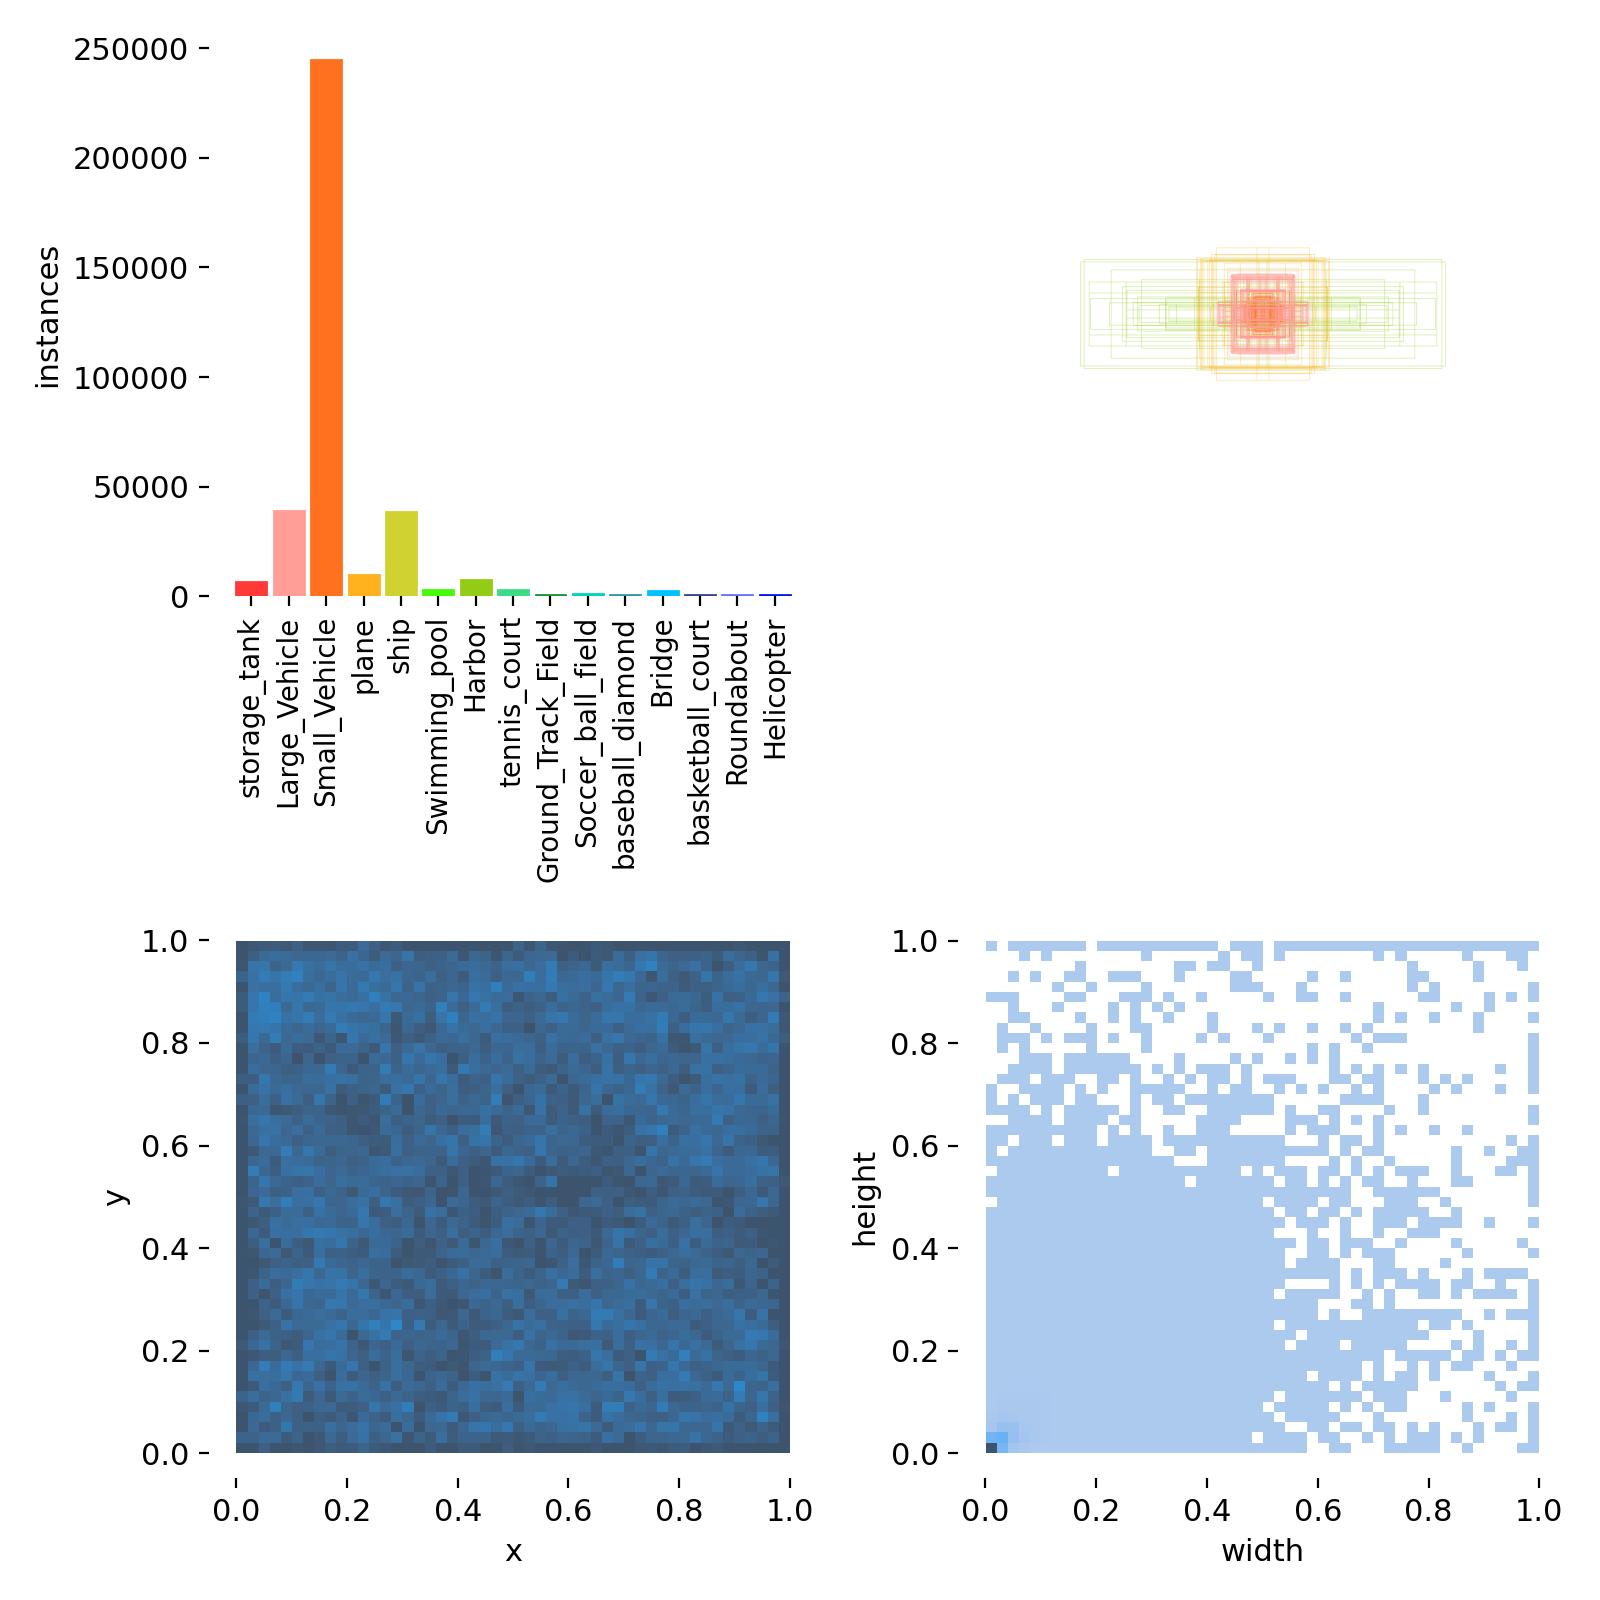 250000
200000
150000
100000
50000
0
instances
storage_tank
Large_Vehicle
Small_Vehicle
plane
ship
Swimming_pool
Harbor
tennis_court
Ground_Track_Field
Soccer_ball_field
baseball_diamond
Bridge
basketball_court
Roundabout
Helicopter
1.0
0.8
0.6
0.4
0.2
0.0
y
0.0 0.2 0.4 0.6 0.8 1.0
x
1.0
0.8
0.6
0.4
0.2
0.0
height
0.0 0.2 0.4 0.6 0.8 1.0
width